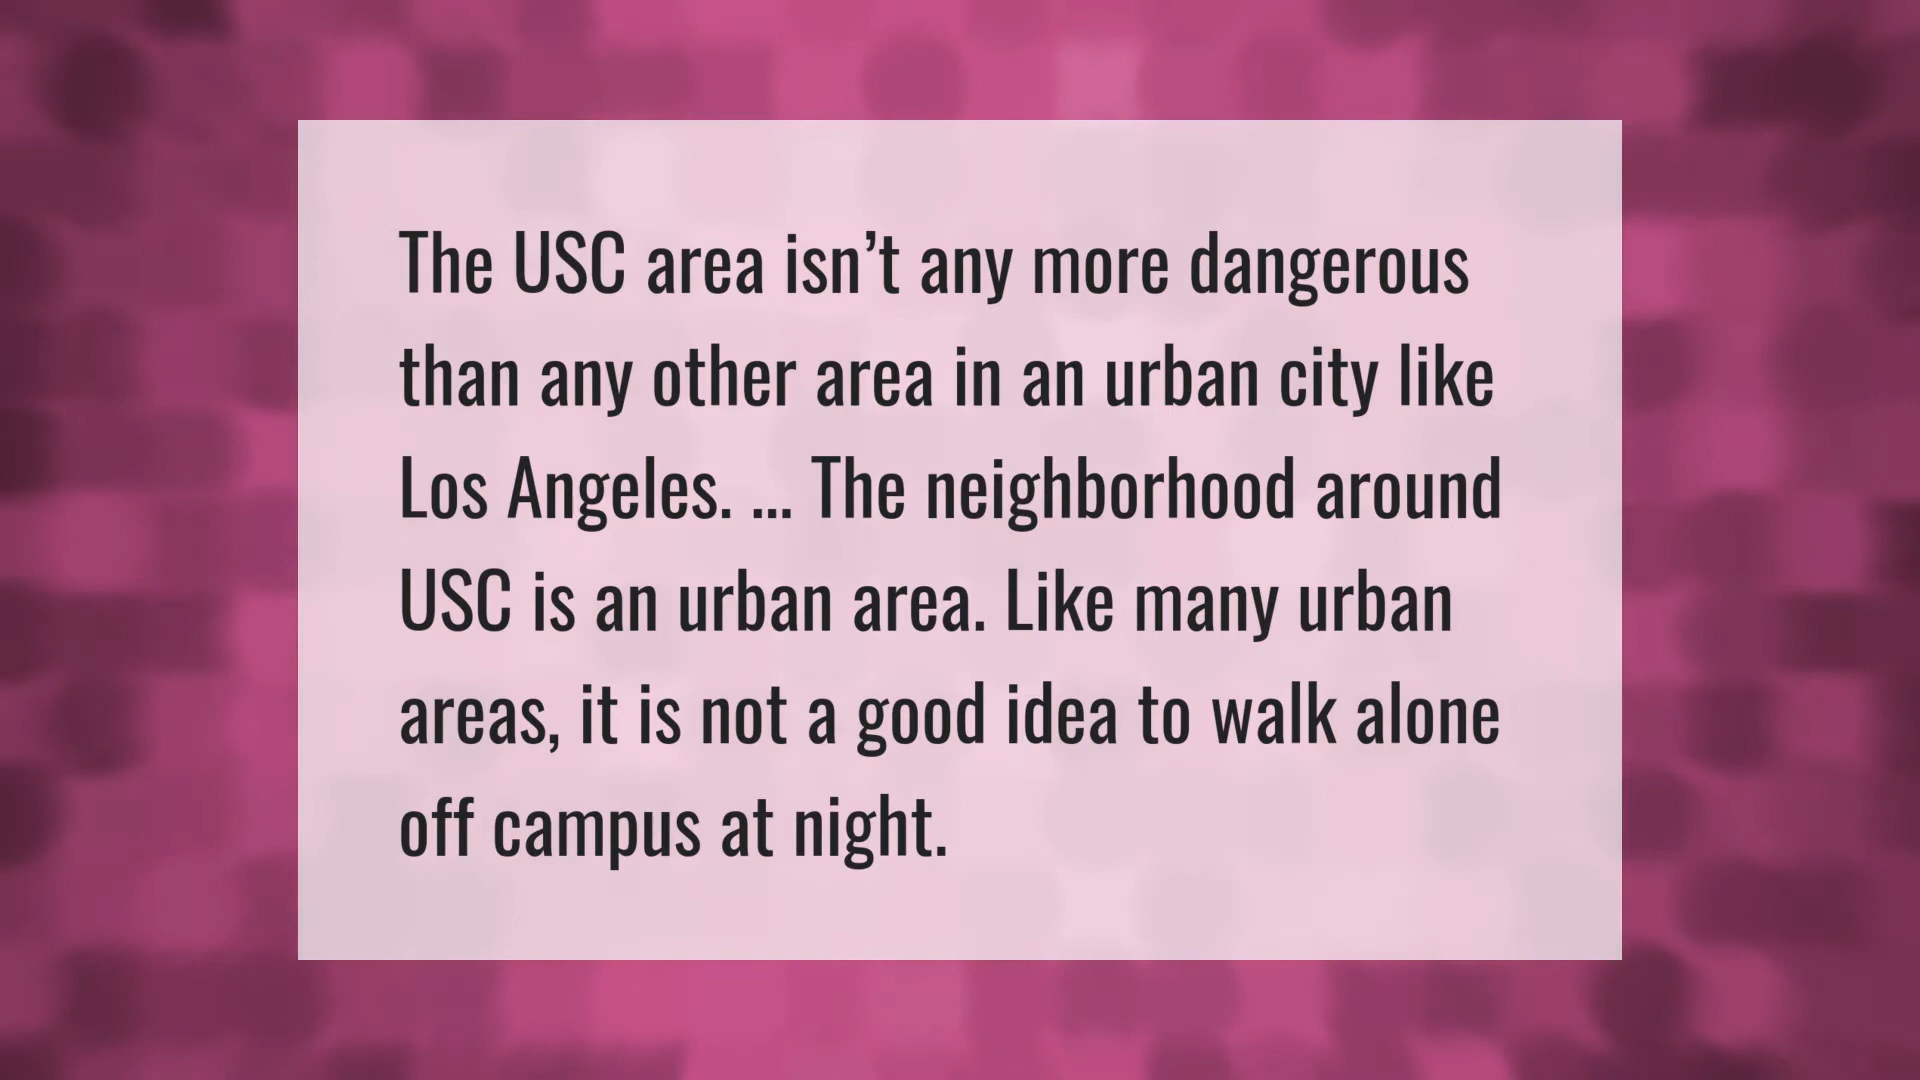 The USC area isn’t any more dangerous
than any other area in an urban city like
Los Angeles. ... The neighborhood around
USC is an urban area. Like many urban
areas, it is not a good idea to walk alone
off campus at night.